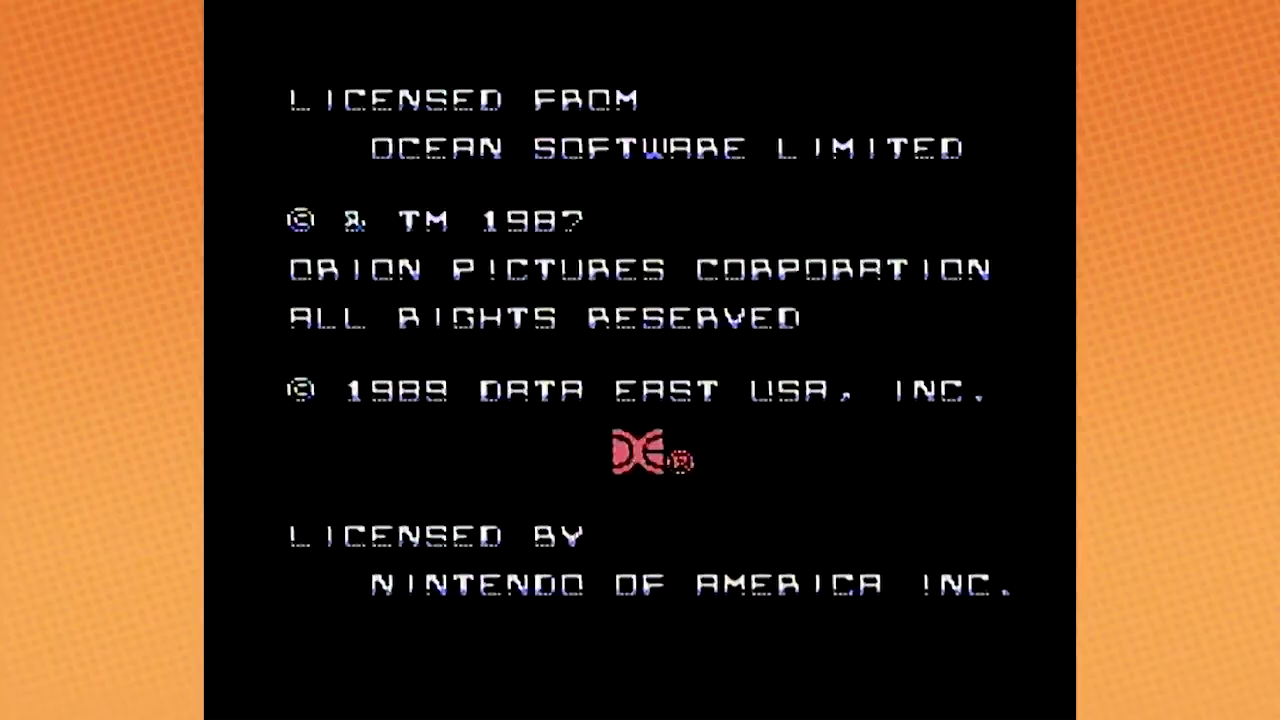 LICENSED FROM
OCEAN SOFTWARE LIMITED
© & TM 1987
ORION PICTURES CORPORATION
ALL RIGHTS RESERVED
© 1989 DATA EAST USA, INC.
DE®
LICENSED BY
NINTENDO OF AMERICA INC.